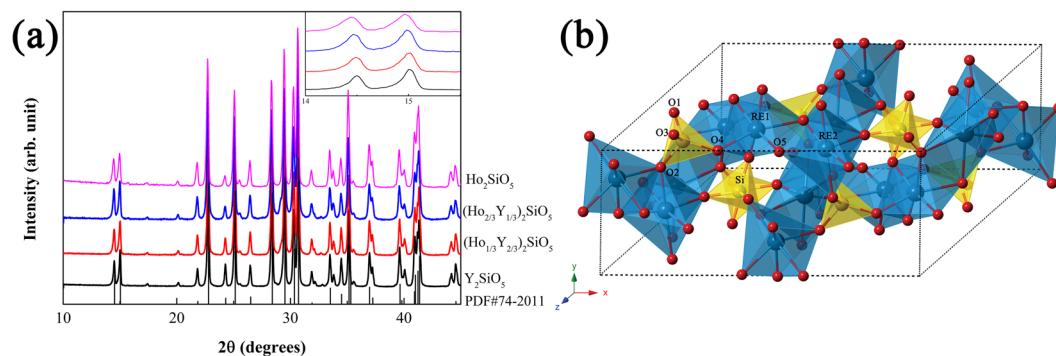 (a)
Intensity (arb. unit)
14 15
Ho₂SiO₅
(Ho₂/₃Y₁/₃)₂SiO₅
(Ho₁/₃Y₂/₃)₂SiO₅
Y₂SiO₅
PDF#74-2011
10 20 30 40
2θ (degrees)
(b)
O1
RE1
O3
RE2
O4
O5
O2
Si
y
x
z